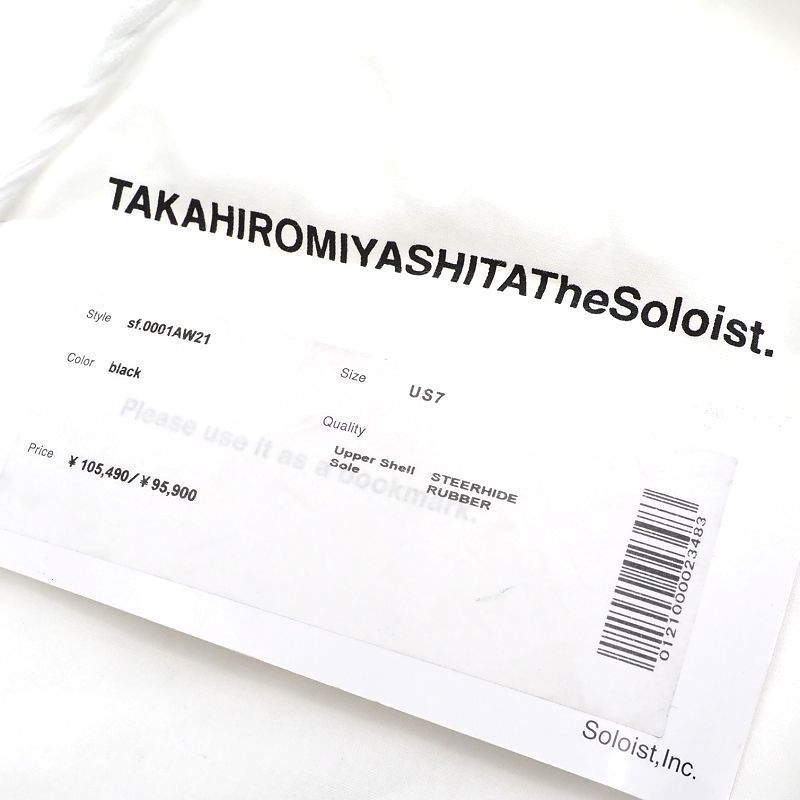 TAKAHIROMIYASHITATheSoloist.
Style sf.0001AW21
Color black
Size US7
Quality
Upper Shell STEERHIDE
Sole RUBBER
Please use it as a bookmark.
Price ¥105,490/¥95,900
0121000023483
Soloist,Inc.